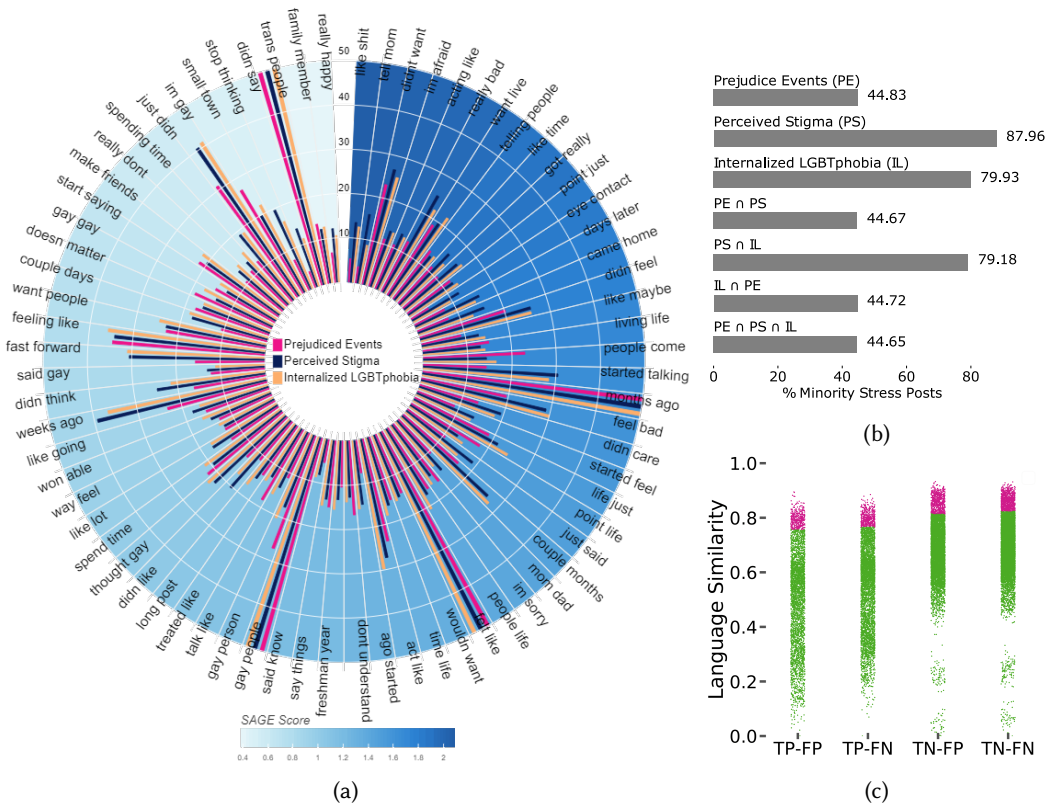 really happy
family member
trans people
didn say
stop thinking
small town
im gay
just didn
spending time
really dont
make friends
start saying
gay gay
doesn matter
couple days
want people
feeling like
fast forward
said gay
didn think
weeks ago
like going
won able
way feel
like lot
spend time
thought gay
didn like
long post
treated like
talk like
gay person
gay people
said know
say things
freshman year
dont understand
ago started
act like
time life
wouldn want
felt like
people life
im sorry
mom dad
couple months
just said
point life
life just
started feel
didn care
feel bad
months ago
started talking
people come
living life
like maybe
didn feel
came home
days later
eye contact
point just
got really
like time
telling people
want live
really bad
acting like
im afraid
didnt want
tell mom
like shit
50
40
30
20
10
Prejudiced Events
Perceived Stigma
Internalized LGBTphobia
SAGE Score
0.4 0.6 0.8 1 1.2 1.4 1.6 1.8 2
(a)
Prejudice Events (PE)
44.83
Perceived Stigma (PS)
87.96
Internalized LGBTphobia (IL)
79.93
PE ∩ PS
44.67
PS ∩ IL
79.18
IL ∩ PE
44.72
PE ∩ PS ∩ IL
44.65
0 20 40 60 80
% Minority Stress Posts
(b)
Language Similarity
1.0
0.8
0.6
0.4
0.2
0.0
TP-FP TP-FN TN-FP TN-FN
(c)